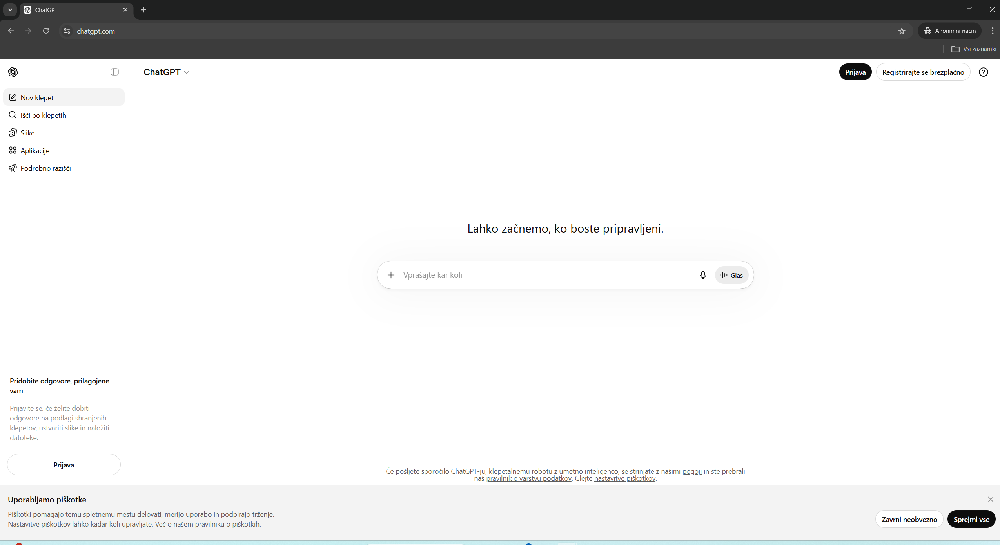 ChatGPT
chatgpt.com
Anonimni način
Vsi zaznamki
ChatGPT
Prijava
Registrirajte se brezplačno
Nov klepet
Išči po klepetih
Slike
Aplikacije
Podrobno razišči
Lahko začnemo, ko boste pripravljeni.
Vprašajte kar koli
Glas
Pridobite odgovore, prilagojene
vam
Prijavite se, če želite dobiti
odgovore na podlagi shranjenih
klepetov, ustvariti slike in naložiti
datoteke.
Prijava
Če pošljete sporočilo ChatGPT-ju, klepetalnemu robotu z umetno inteligenco, se strinjate z našimi pogoji in ste prebrali
naš pravilnik o varstvu podatkov. Glejte nastavitve piškotkov.
Uporabljamo piškotke
Piškotki pomagajo temu spletnemu mestu delovati, merijo uporabo in podpirajo trženje.
Nastavitve piškotkov lahko kadar koli upravljate. Več o našem pravilniku o piškotkih.
Zavrni neobvezno
Sprejmi vse